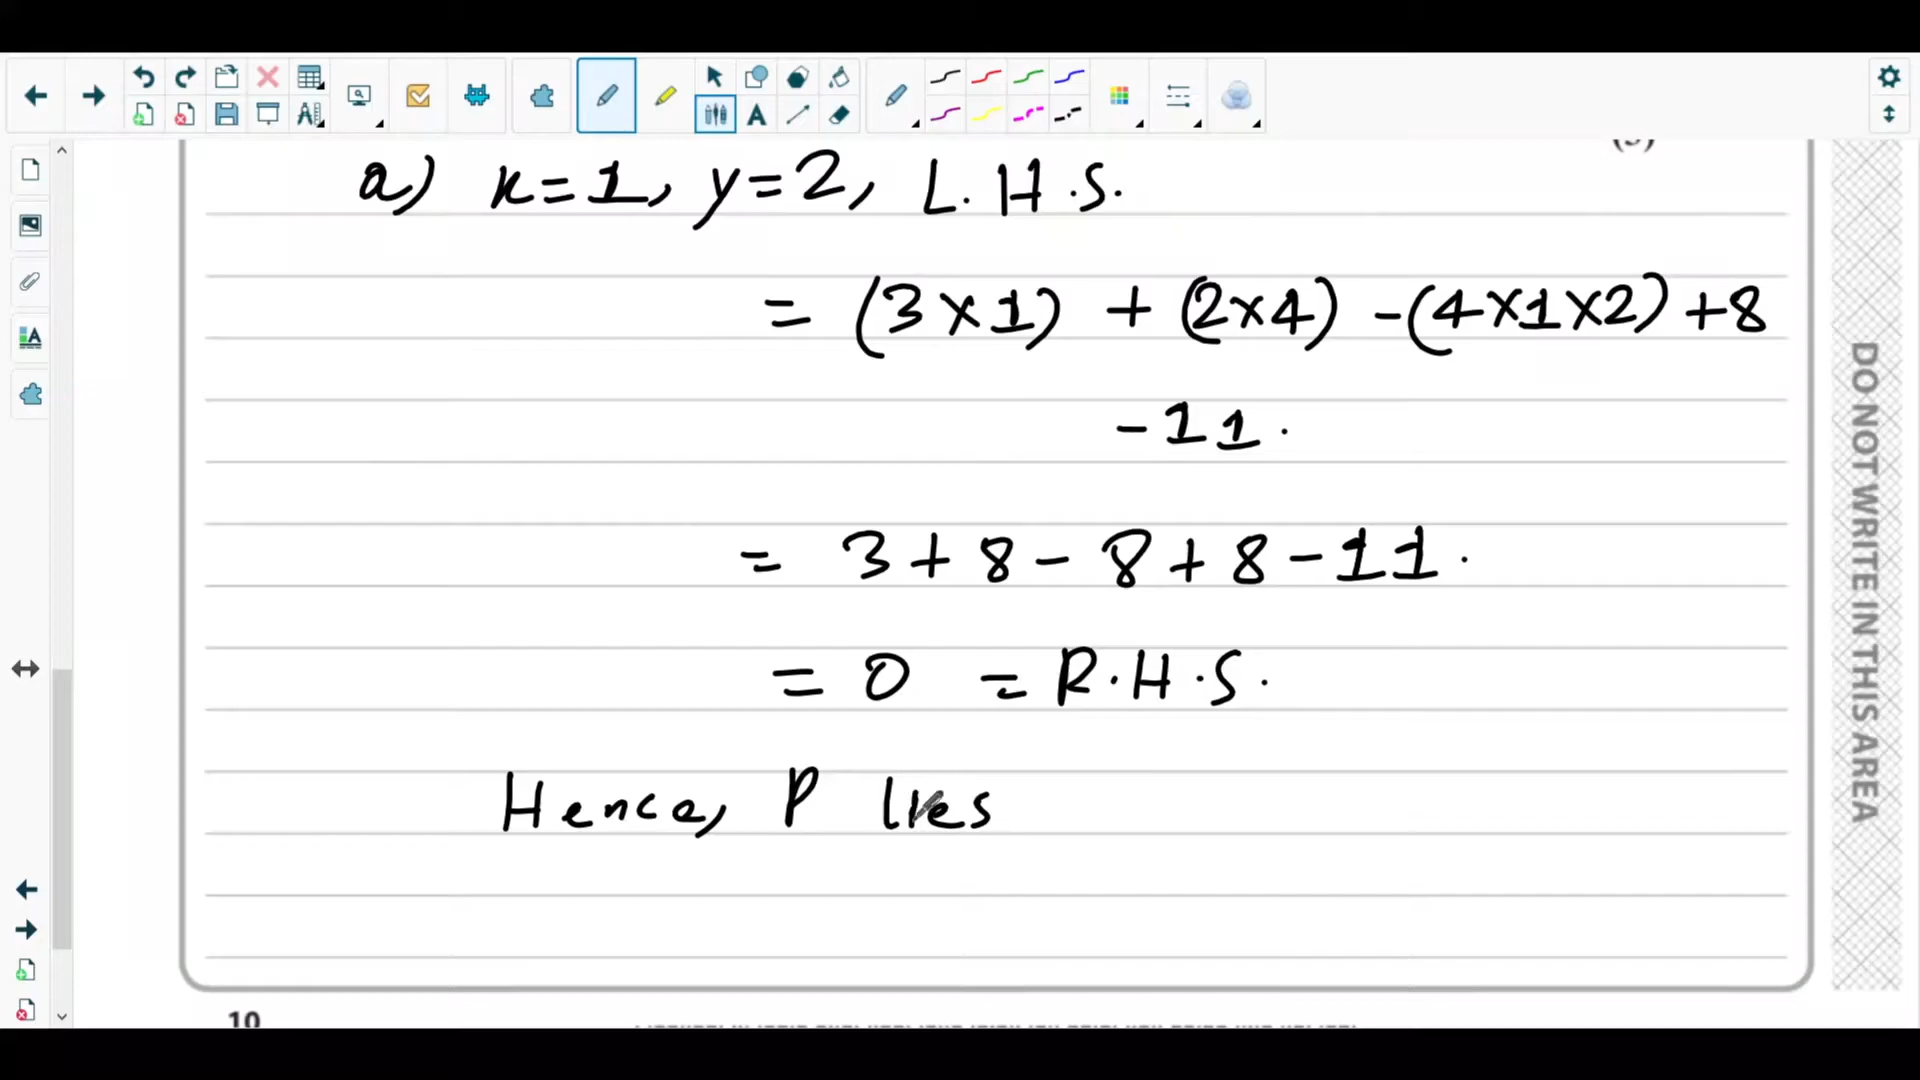 a) x=1, y=2, L.H.S.
= (3×1) + (2×4) -(4×1×2) +8
-11.
= 3+8-8+8-11.
= 0 = R.H.S.
Hence, P lies
DO NOT WRITE IN THIS AREA
10